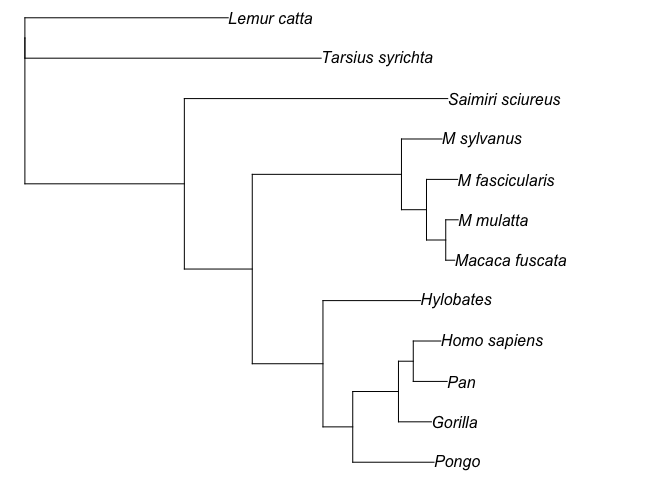 Lemur catta
Tarsius syrichta
Saimiri sciureus
M sylvanus
M fascicularis
M mulatta
Macaca fuscata
Hylobates
Homo sapiens
Pan
Gorilla
Pongo